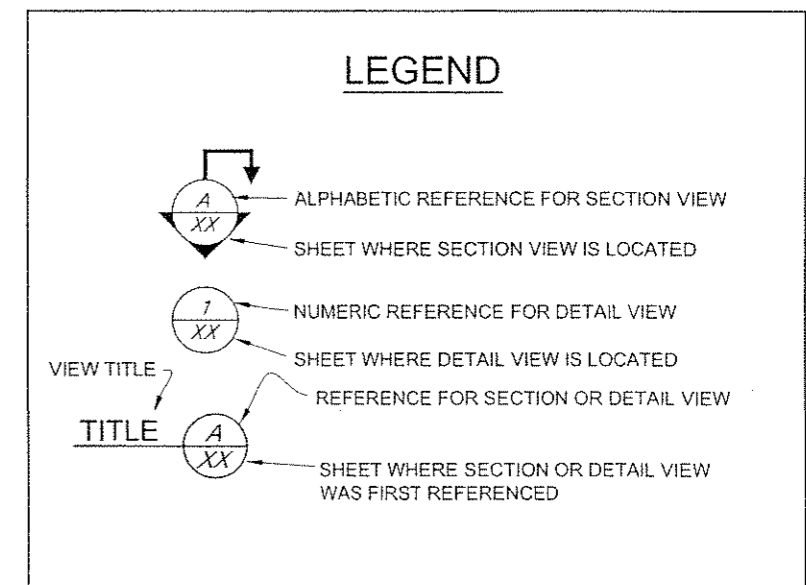 LEGEND
A
XX
ALPHABETIC REFERENCE FOR SECTION VIEW
SHEET WHERE SECTION VIEW IS LOCATED
1
XX
NUMERIC REFERENCE FOR DETAIL VIEW
SHEET WHERE DETAIL VIEW IS LOCATED
VIEW TITLE
REFERENCE FOR SECTION OR DETAIL VIEW
TITLE
A
XX
SHEET WHERE SECTION OR DETAIL VIEW
WAS FIRST REFERENCED